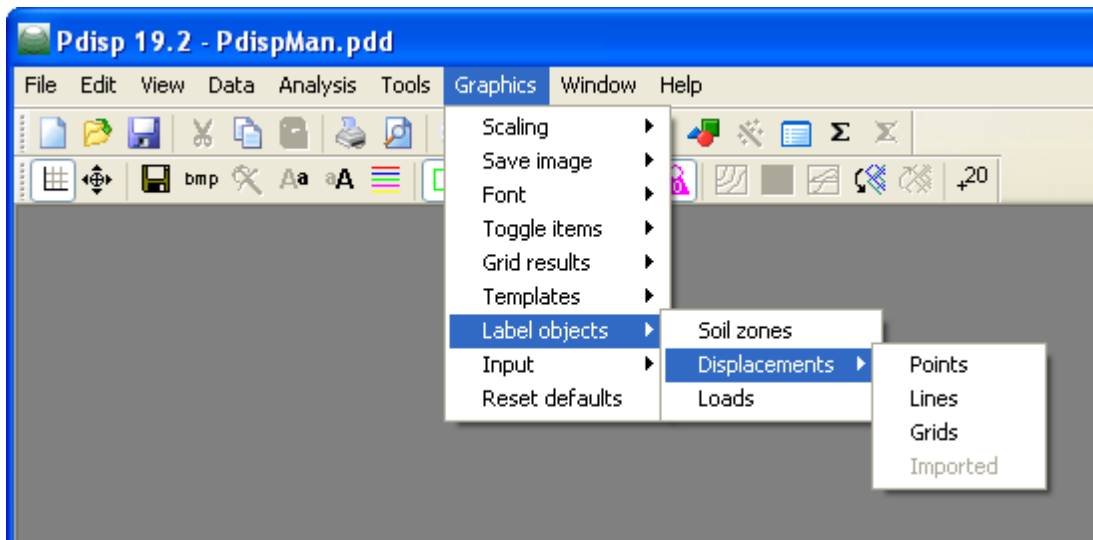 Pdisp 19.2 - PdispMan.pdd
File Edit View Data Analysis Tools Graphics Window Help
Scaling
Σ Σ
Save image
bmp Aa aA +20
Font
Toggle items
Grid results
Templates
Label objects Soil zones
Input Displacements Points
Reset defaults Loads Lines
Grids
Imported